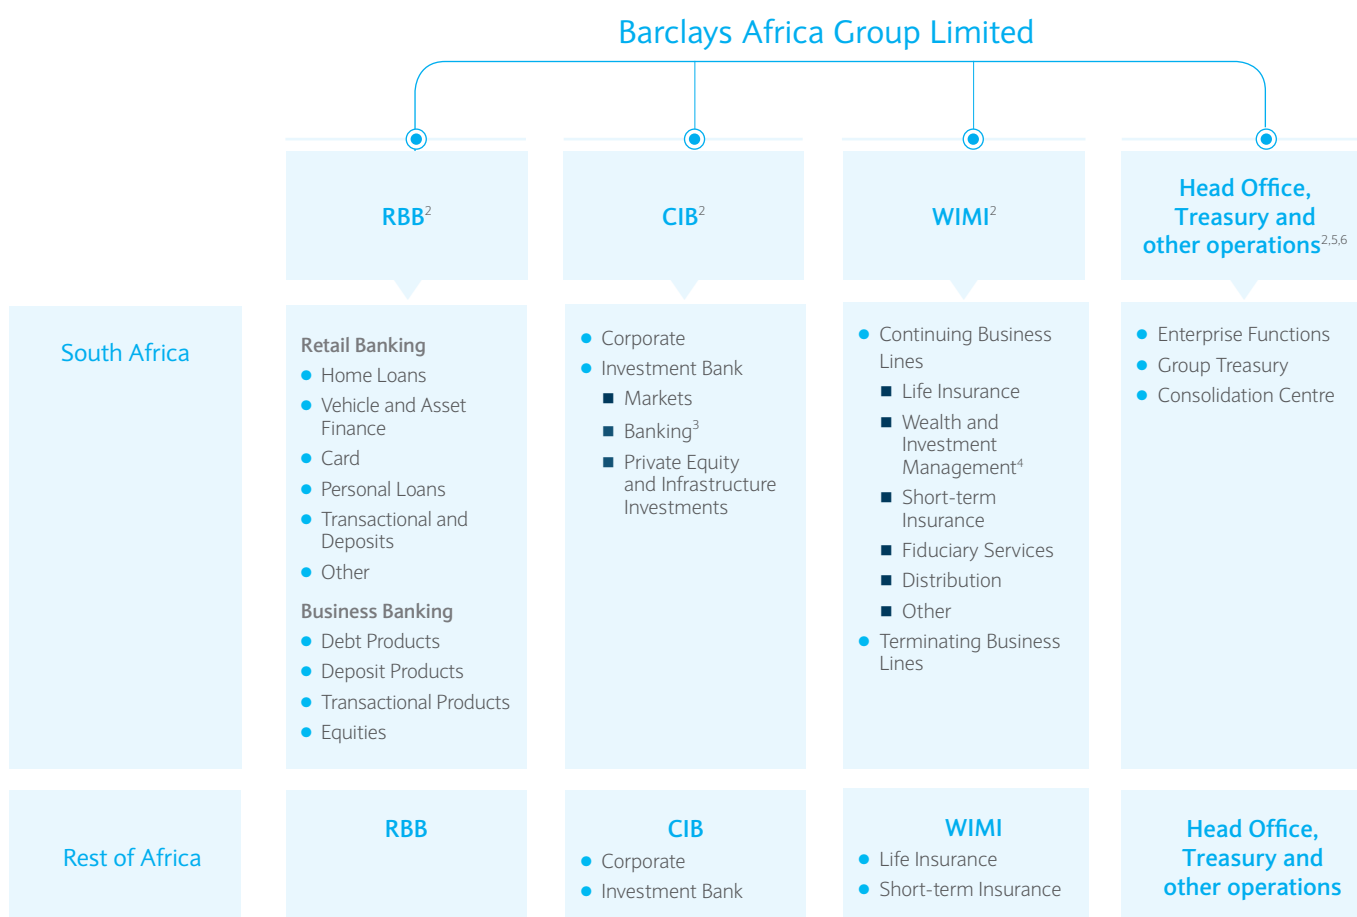 Barclays Africa Group Limited
RBB2
CIB2
WIMI2
Head Office,
Treasury and
other operations2,5,6
South Africa
Retail Banking
Home Loans
Vehicle and Asset
Finance
Card
Personal Loans
Transactional and
Deposits
Other
Business Banking
Debt Products
Deposit Products
Transactional Products
Equities
Corporate
Investment Bank
Markets
Banking3
Private Equity
and Infrastructure
Investments
Continuing Business
Lines
Life Insurance
Wealth and
Investment
Management4
Short-term
Insurance
Fiduciary Services
Distribution
Other
Terminating Business
Lines
Enterprise Functions
Group Treasury
Consolidation Centre
Rest of Africa
RBB
CIB
Corporate
Investment Bank
WIMI
Life Insurance
Short-term Insurance
Head Office,
Treasury and
other operations